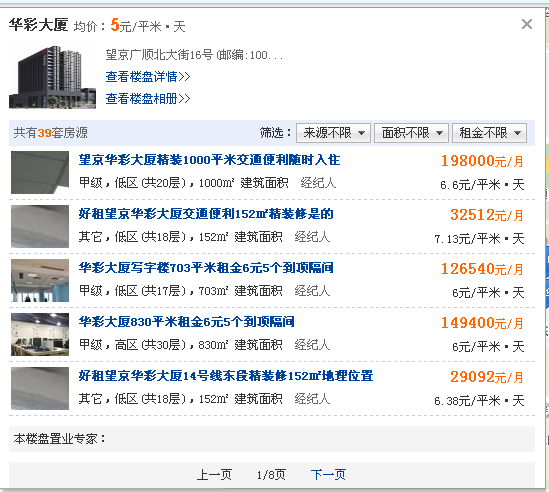 华彩大厦 均价：5元/平米·天
望京广顺北大街16号(邮编:100...
查看楼盘详情>>
查看楼盘相册>>
共有39套房源 筛选： 来源不限 面积不限 租金不限
望京华彩大厦精装1000平米交通便利随时入住 198000元/月
甲级，低区(共20层)，1000㎡ 建筑面积 经纪人 6.6元/平米·天
好租望京华彩大厦交通便利152㎡精装修是的 32512元/月
其它，低区(共18层)，152㎡ 建筑面积 经纪人 7.13元/平米·天
华彩大厦写字楼703平米租金6元5个到顶隔间 126540元/月
甲级，低区(共17层)，703㎡ 建筑面积 经纪人 6元/平米·天
华彩大厦830平米租金6元5个到顶隔间 149400元/月
甲级，高区(共30层)，830㎡ 建筑面积 经纪人 6元/平米·天
好租望京华彩大厦14号线东段精装修152㎡地理位置 29092元/月
其它，低区(共18层)，152㎡ 建筑面积 经纪人 6.38元/平米·天
本楼盘置业专家：
上一页 1/8页 下一页